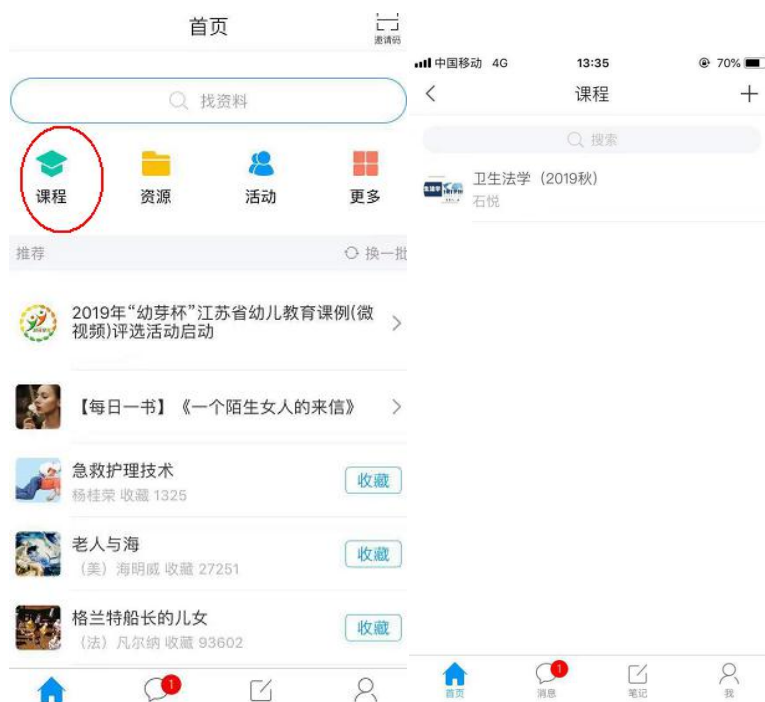 首页
邀请码
找资料
课程
资源
活动
更多
推荐
换一批
2019年“幼芽杯”江苏省幼儿教育课例(微
视频)评选活动启动
【每日一书】《一个陌生女人的来信》
急救护理技术
杨桂荣 收藏 1325
收藏
老人与海
（美）海明威 收藏 27251
收藏
格兰特船长的儿女
（法）凡尔纳 收藏 93602
收藏
1
中国移动 4G
13:35
70%
课程
搜索
卫生法学（2019秋）
石悦
1
首页
消息
笔记
我